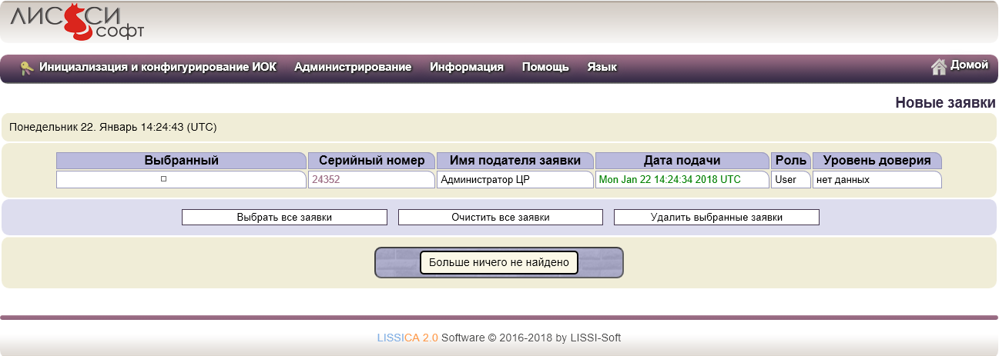 ЛИССИ
софт
Инициализация и конфигурирование ИОК Администрирование Информация Помощь Язык Домой
Новые заявки
Понедельник 22. Январь 14:24:43 (UTC)
Выбранный Серийный номер Имя подателя заявки Дата подачи Роль Уровень доверия
24352 Администратор ЦР Mon Jan 22 14:24:34 2018 UTC User нет данных
Выбрать все заявки Очистить все заявки Удалить выбранные заявки
Больше ничего не найдено
LISSICA 2.0 Software © 2016-2018 by LISSI-Soft